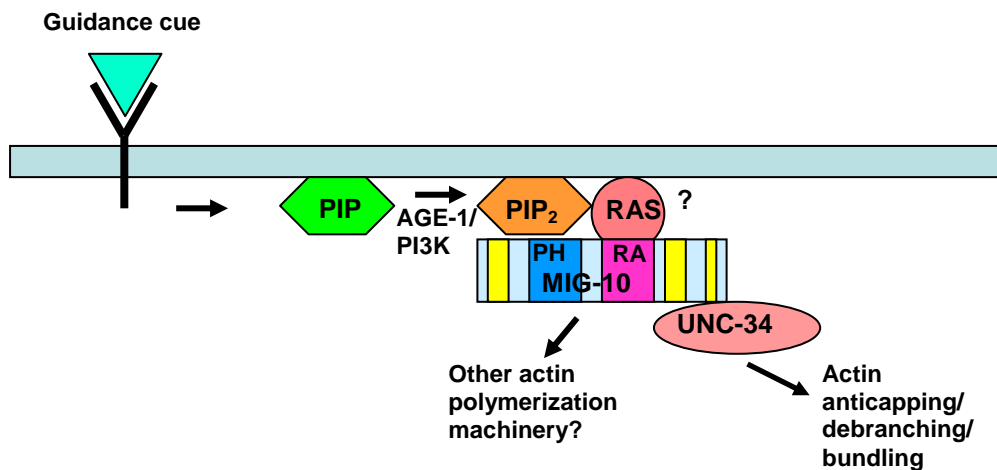 Guidance cue
PIP
AGE-1/
PI3K
PIP₂
RAS
?
PH
RA
MIG-10
UNC-34
Other actin
polymerization
machinery?
Actin
anticapping/
debranching/
bundling